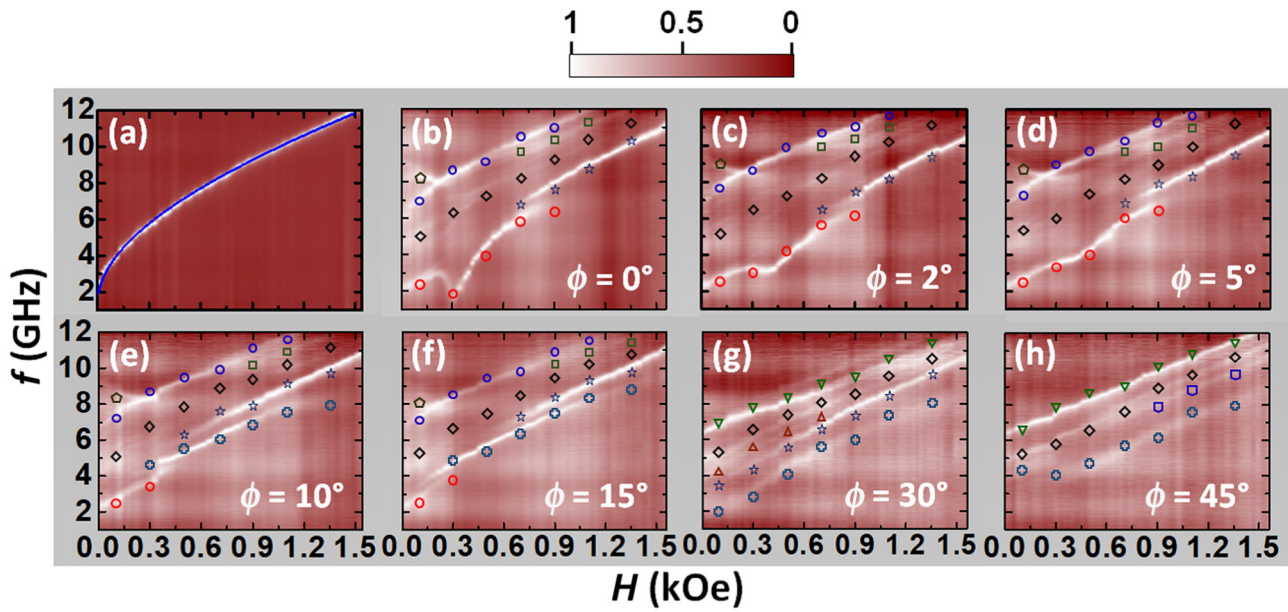 1 0.5 0
12 (a) (b) (c) (d)
10
8
6
4
2 ϕ = 0° ϕ = 2° ϕ = 5°
f (GHz)
12 (e) (f) (g) (h)
10
8
6
4
2 ϕ = 10° ϕ = 15° ϕ = 30° ϕ = 45°
0.0 0.3 0.6 0.9 1.2 1.5 0.0 0.3 0.6 0.9 1.2 1.5 0.0 0.3 0.6 0.9 1.2 1.5 0.0 0.3 0.6 0.9 1.2 1.5
H (kOe)